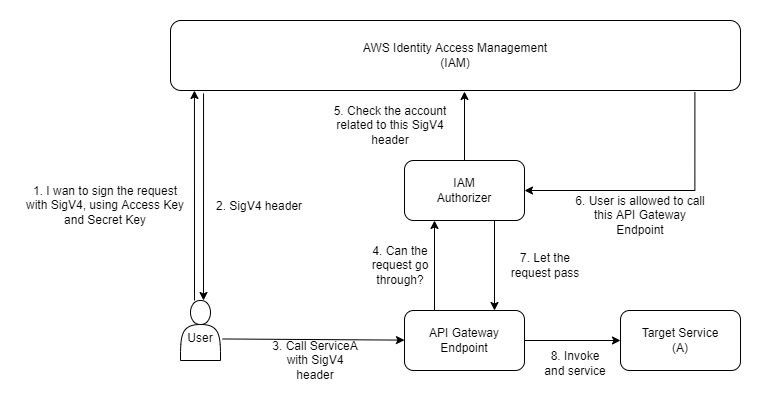 AWS Identity Access Management
(IAM)
5. Check the account
related to this SigV4
header
1. I wan to sign the request
with SigV4, using Access Key
and Secret Key
2. SigV4 header
IAM
Authorizer
6. User is allowed to call
this API Gateway
Endpoint
4. Can the
request go
through?
7. Let the
request pass
User
3. Call ServiceA
with SigV4
header
API Gateway
Endpoint
8. Invoke
and service
Target Service
(A)